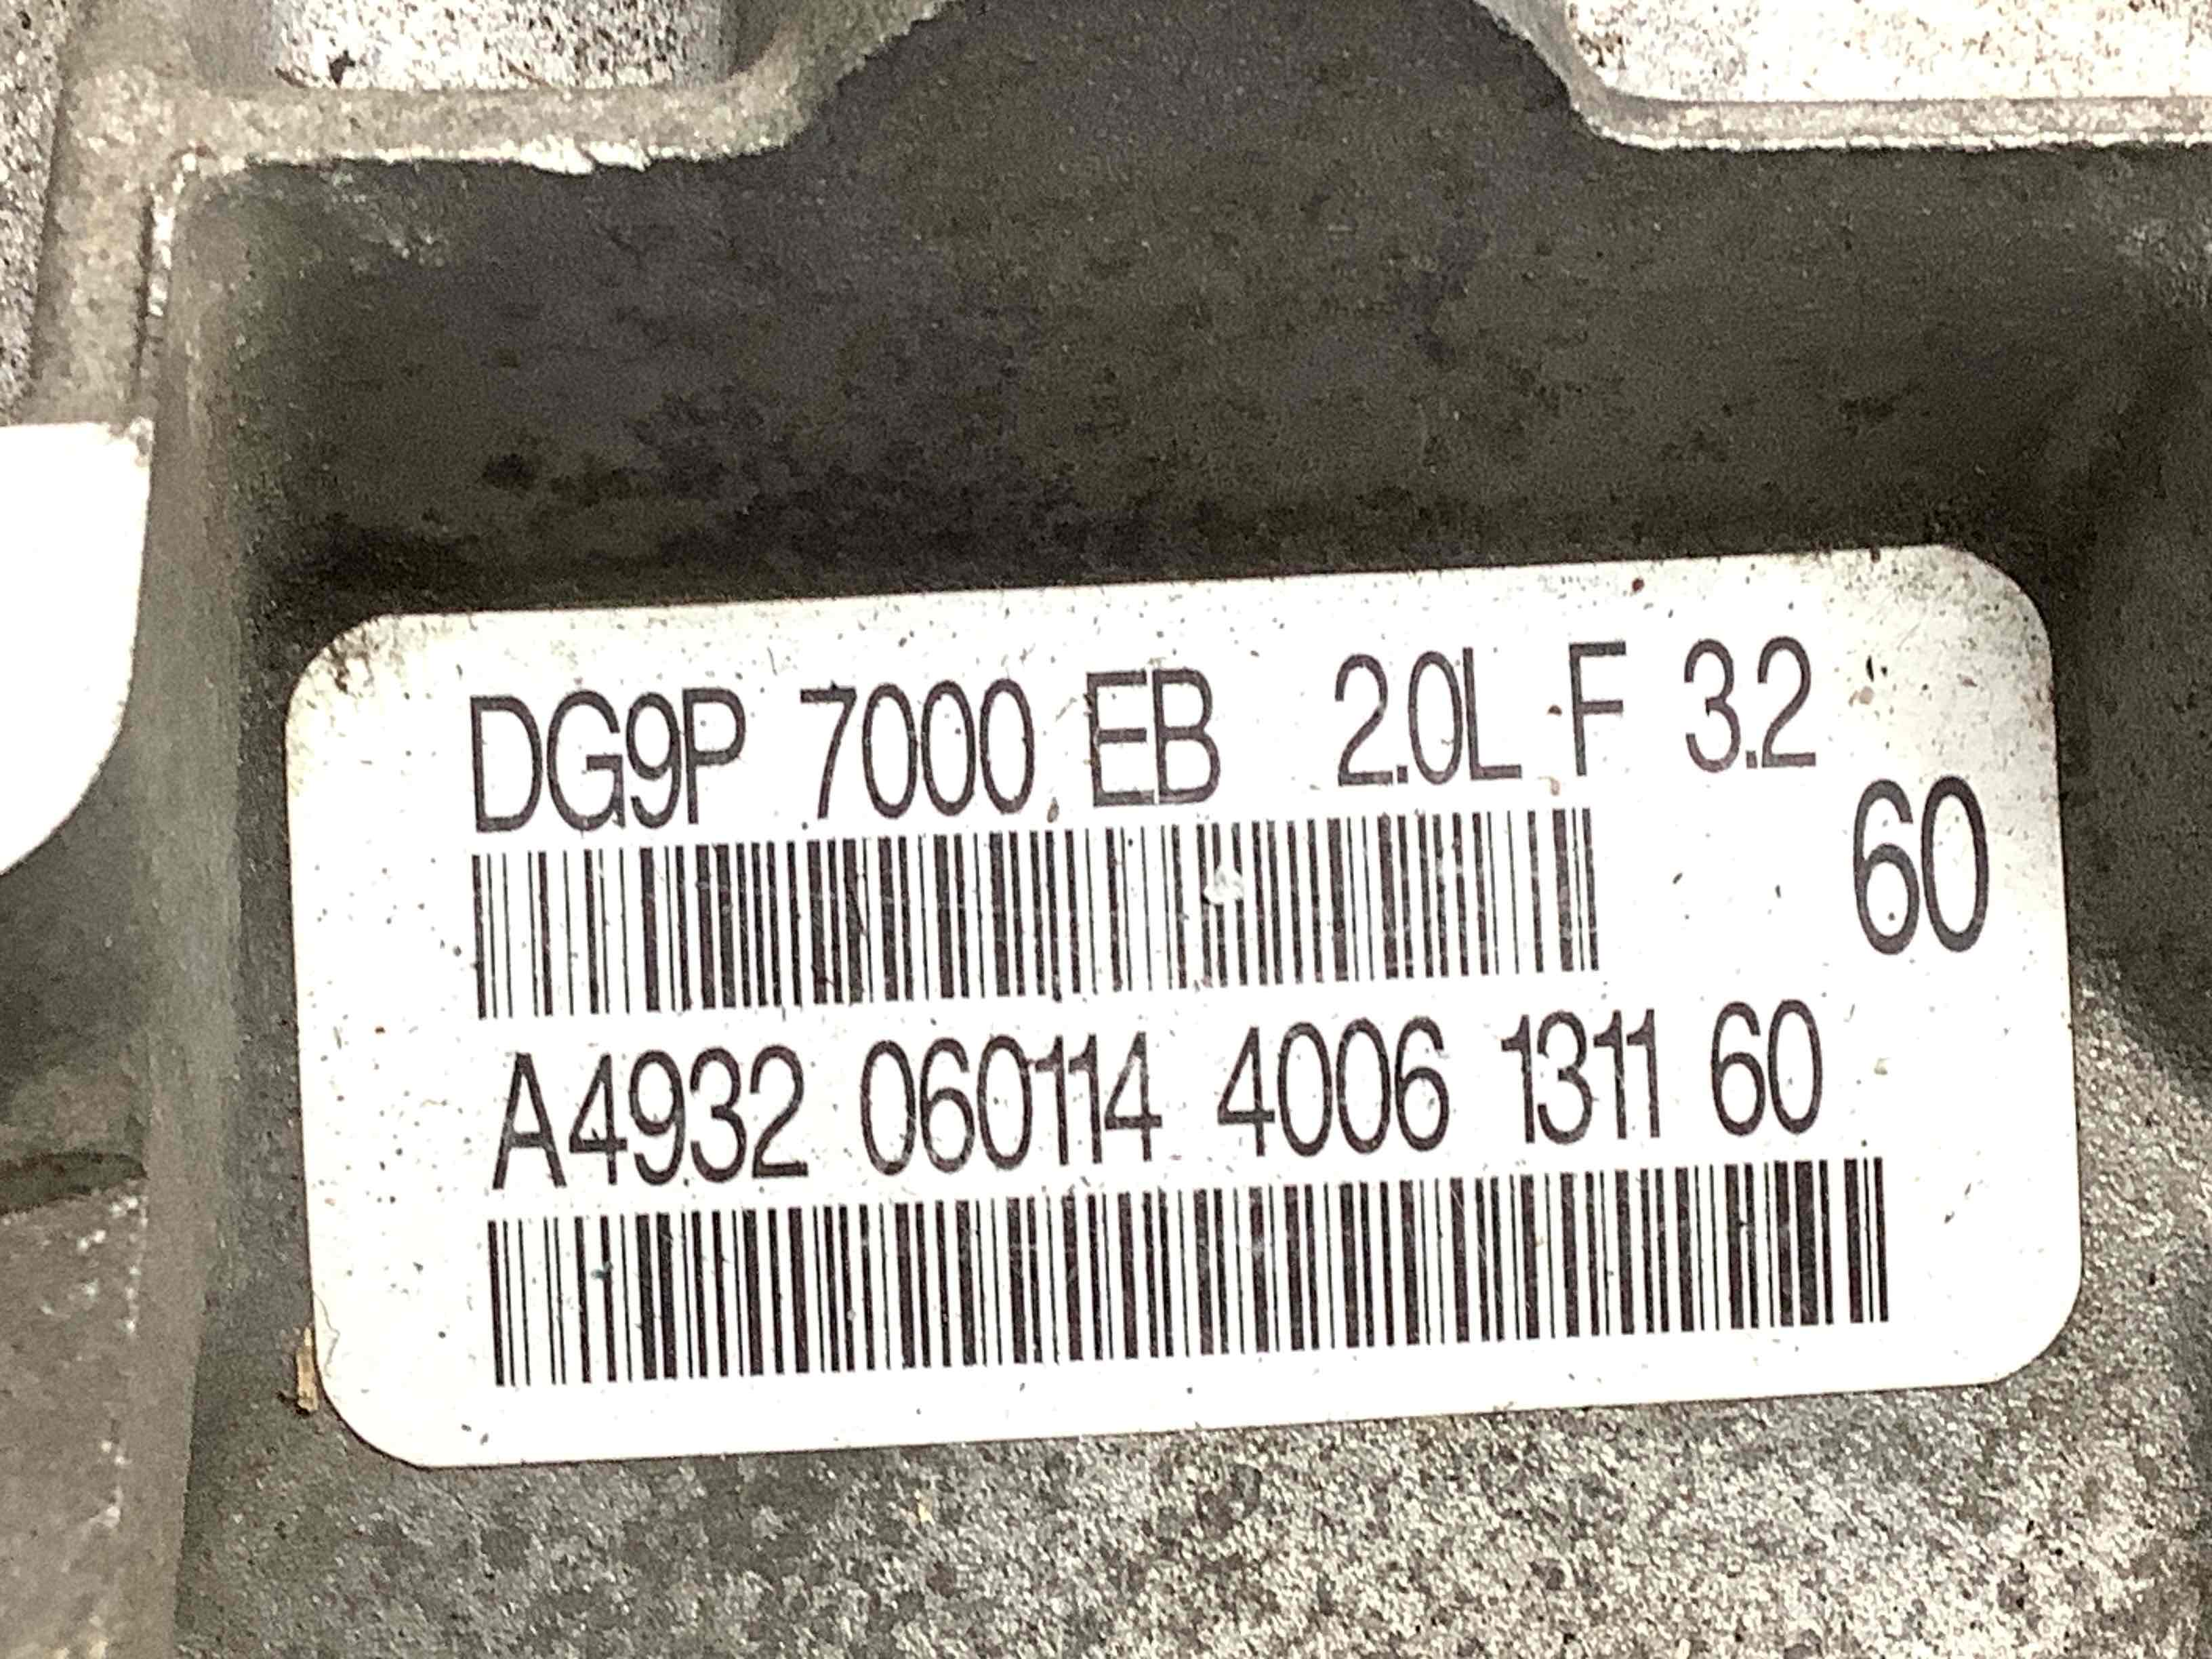 DG9P 7000 EB 2.0L F 3.2
60
A4932 060114 4006 1311 60